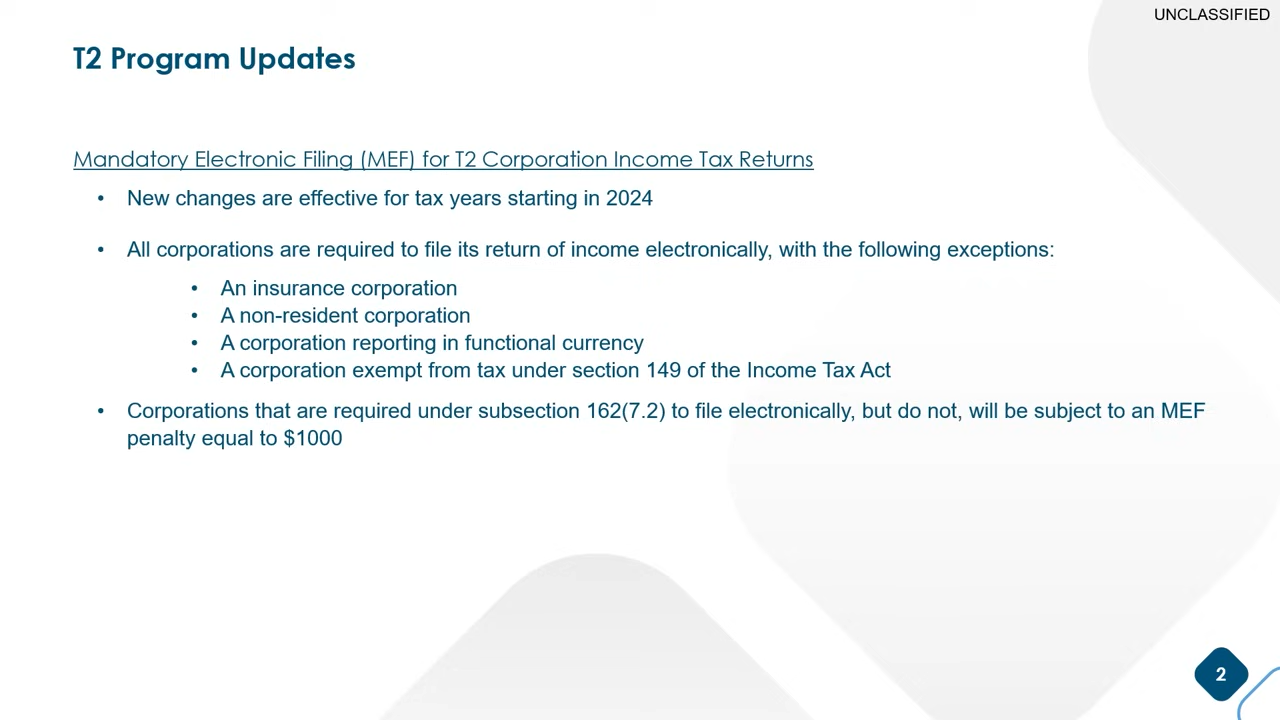 UNCLASSIFIED
T2 Program Updates
Mandatory Electronic Filing (MEF) for T2 Corporation Income Tax Returns
• New changes are effective for tax years starting in 2024
• All corporations are required to file its return of income electronically, with the following exceptions:
• An insurance corporation
• A non-resident corporation
• A corporation reporting in functional currency
• A corporation exempt from tax under section 149 of the Income Tax Act
• Corporations that are required under subsection 162(7.2) to file electronically, but do not, will be subject to an MEF
penalty equal to $1000
2